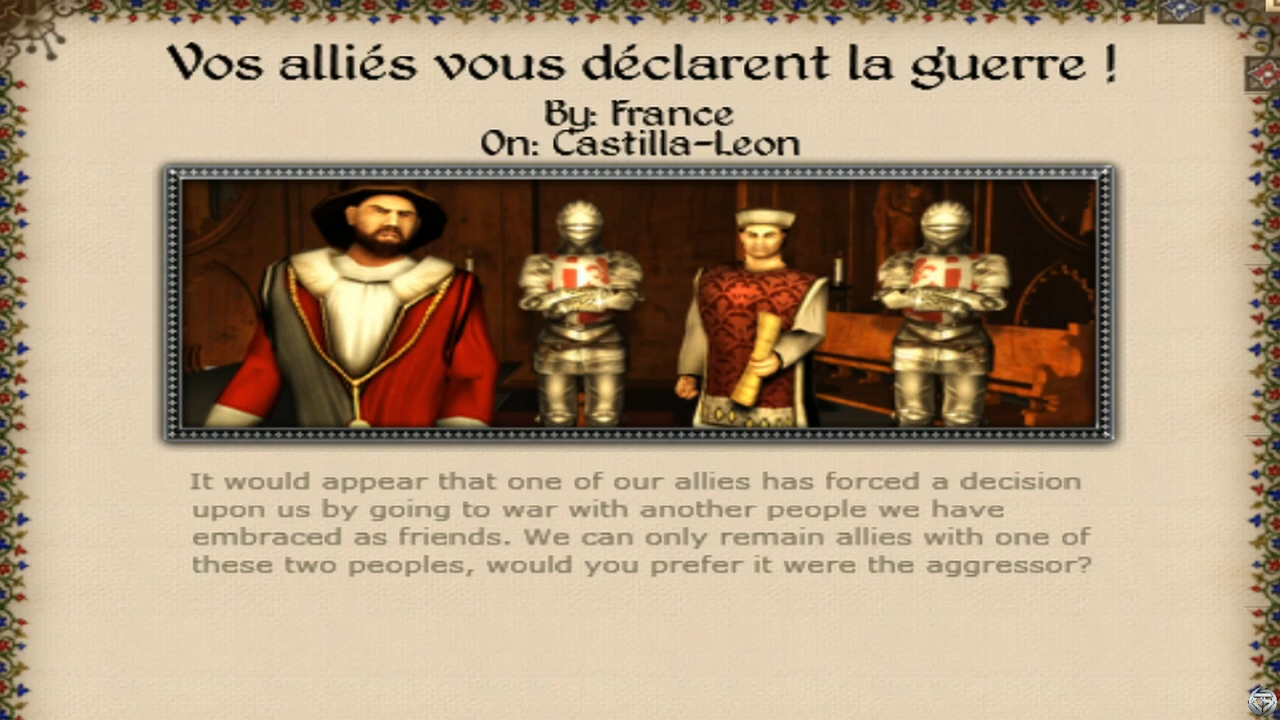 Vos alliés vous déclarent la guerre !
By: France
On: Castilla-Leon
It would appear that one of our allies has forced a decision
upon us by going to war with another people we have
embraced as friends. We can only remain allies with one of
these two peoples, would you prefer it were the aggressor?